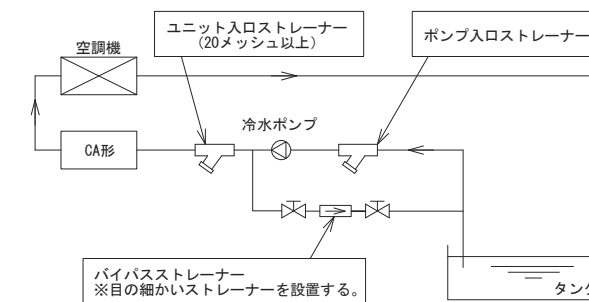 ユニット入口ストレーナー
(20メッシュ以上)
ポンプ入口ストレーナー
空調機
冷水ポンプ
CA形
バイパスストレーナー
※目の細かいストレーナーを設置する。
タンク